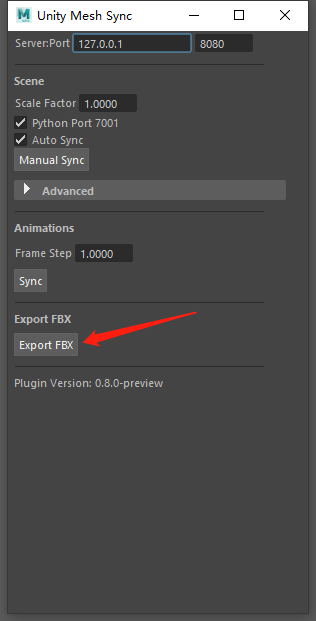 Unity Mesh Sync
Server:Port 127.0.0.1 8080
Scene
Scale Factor 1.0000
Python Port 7001
Auto Sync
Manual Sync
Advanced
Animations
Frame Step 1.0000
Sync
Export FBX
Export FBX
Plugin Version: 0.8.0-preview